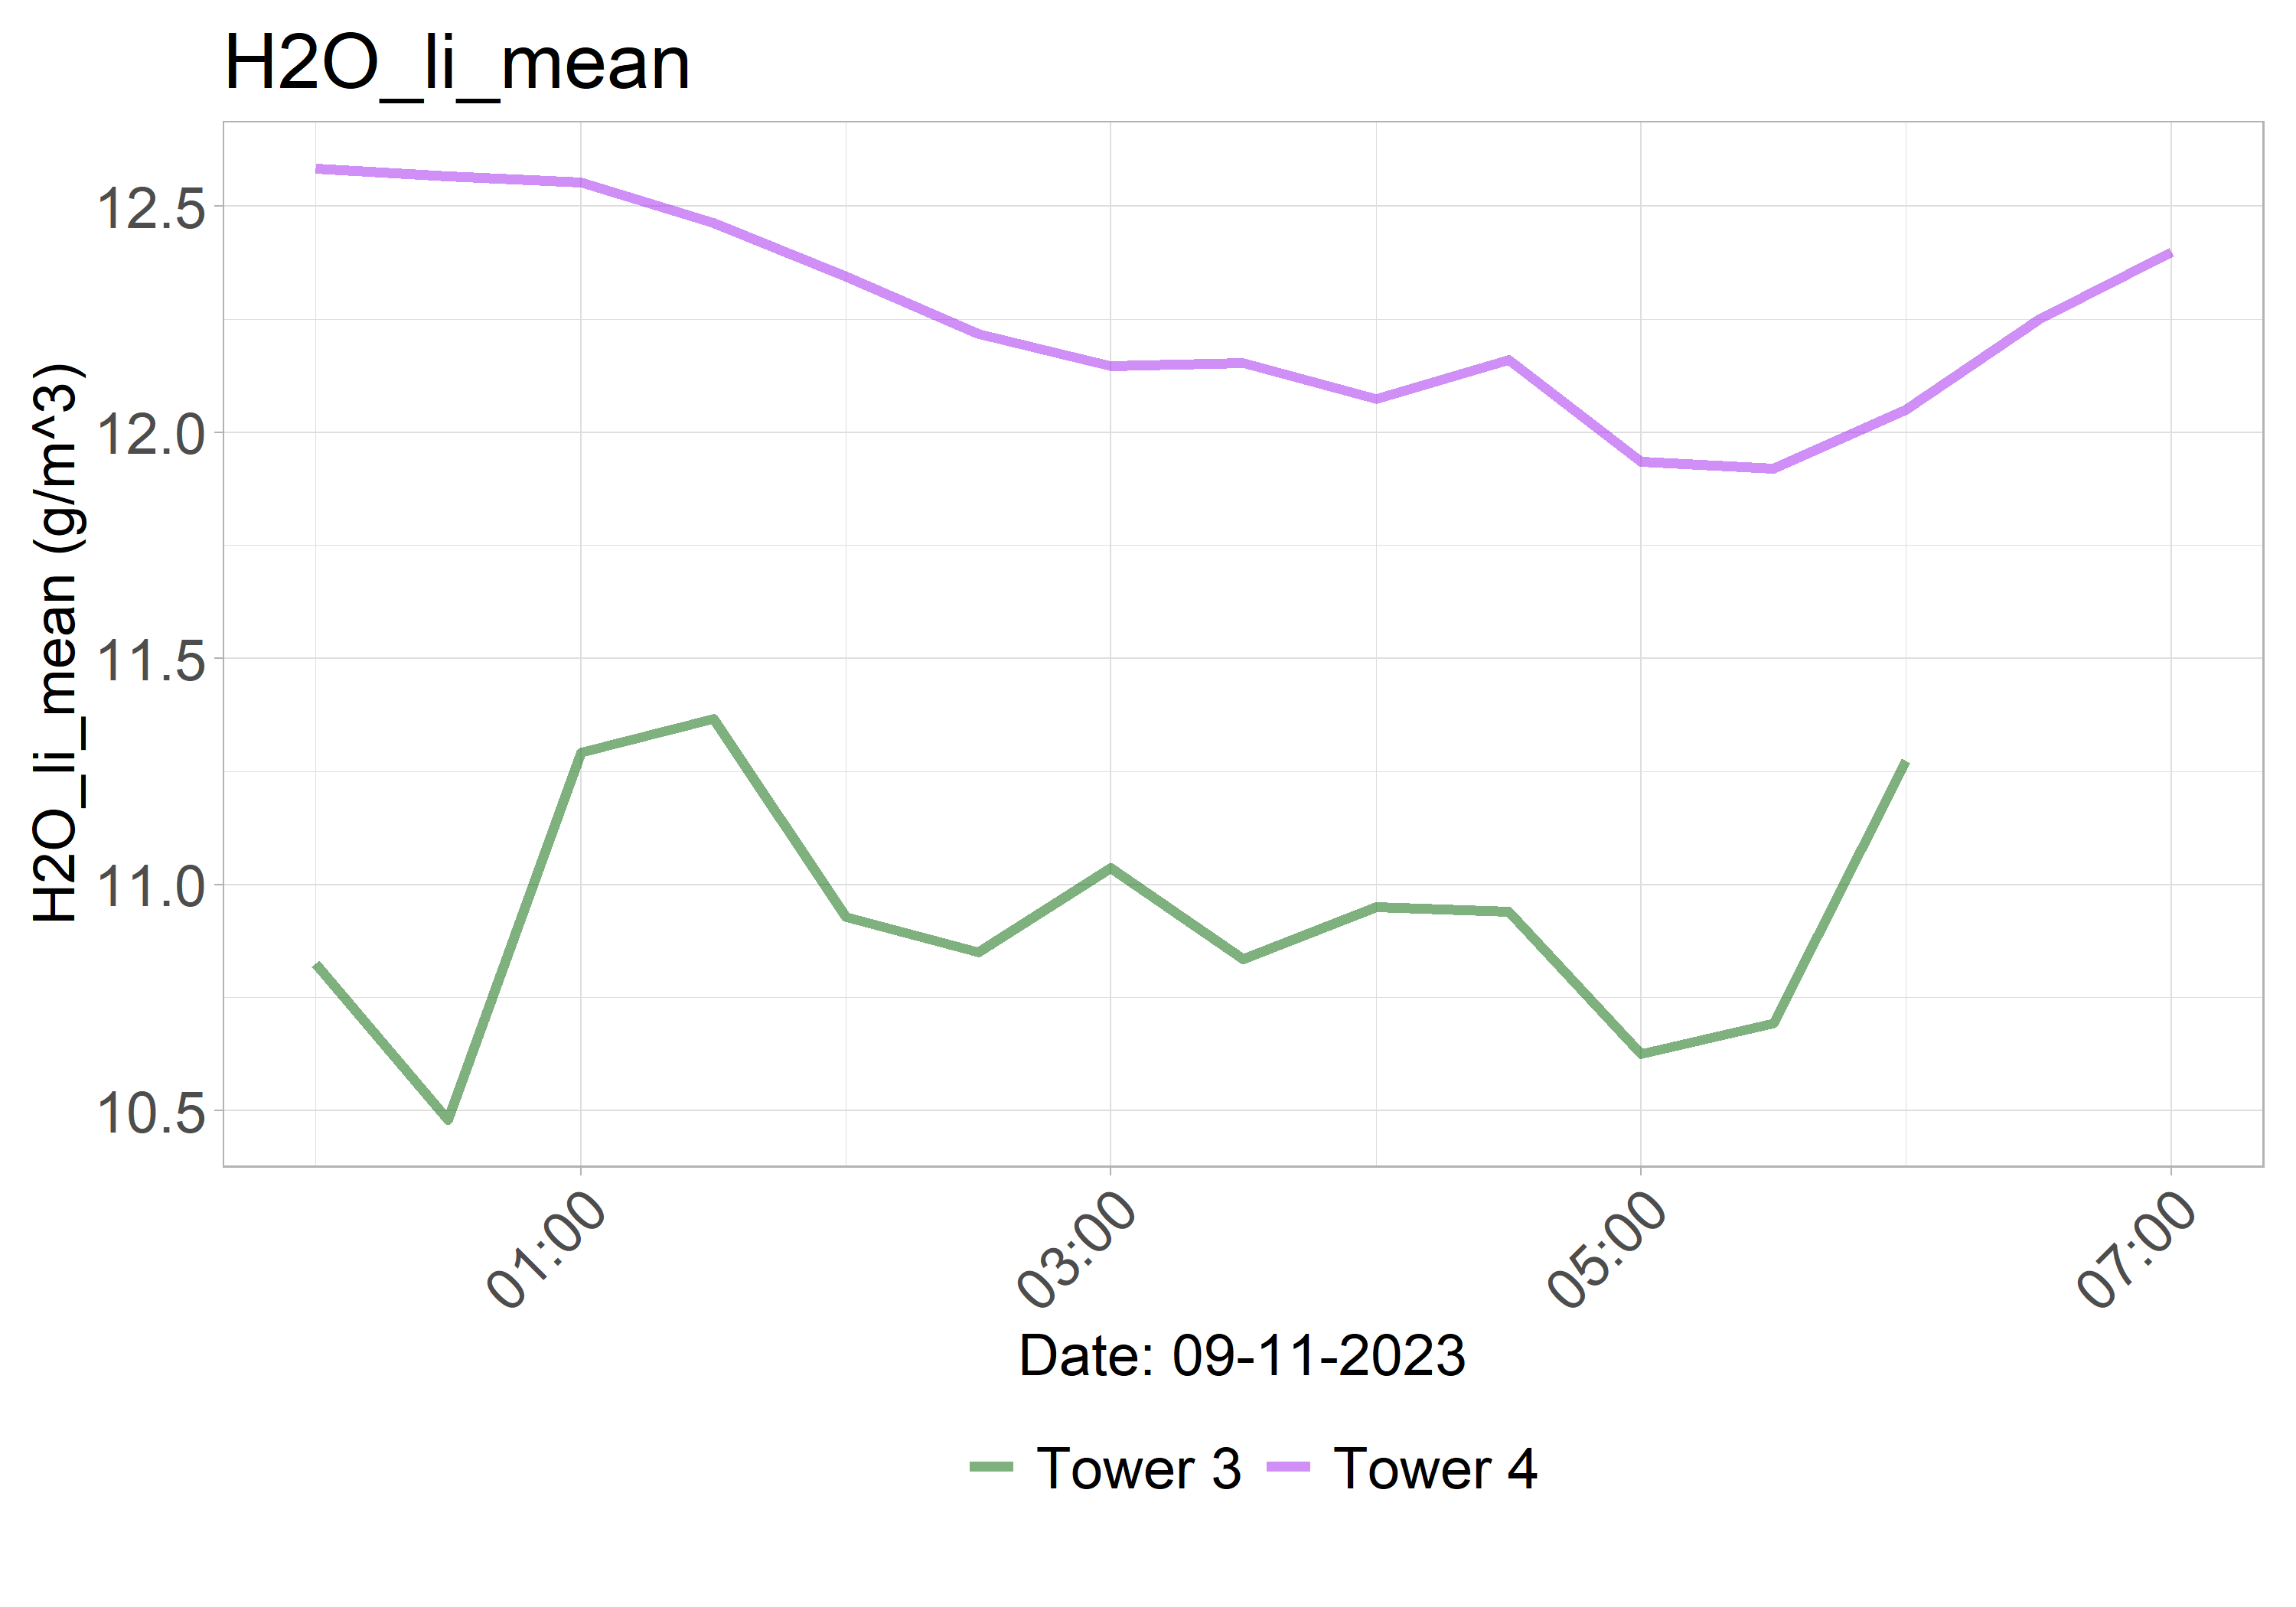 H2O_li_mean
H2O_li_mean (g/m^3)
12.5
12.0
11.5
11.0
10.5
01:00
03:00
05:00
07:00
Date: 09-11-2023
Tower 3
Tower 4